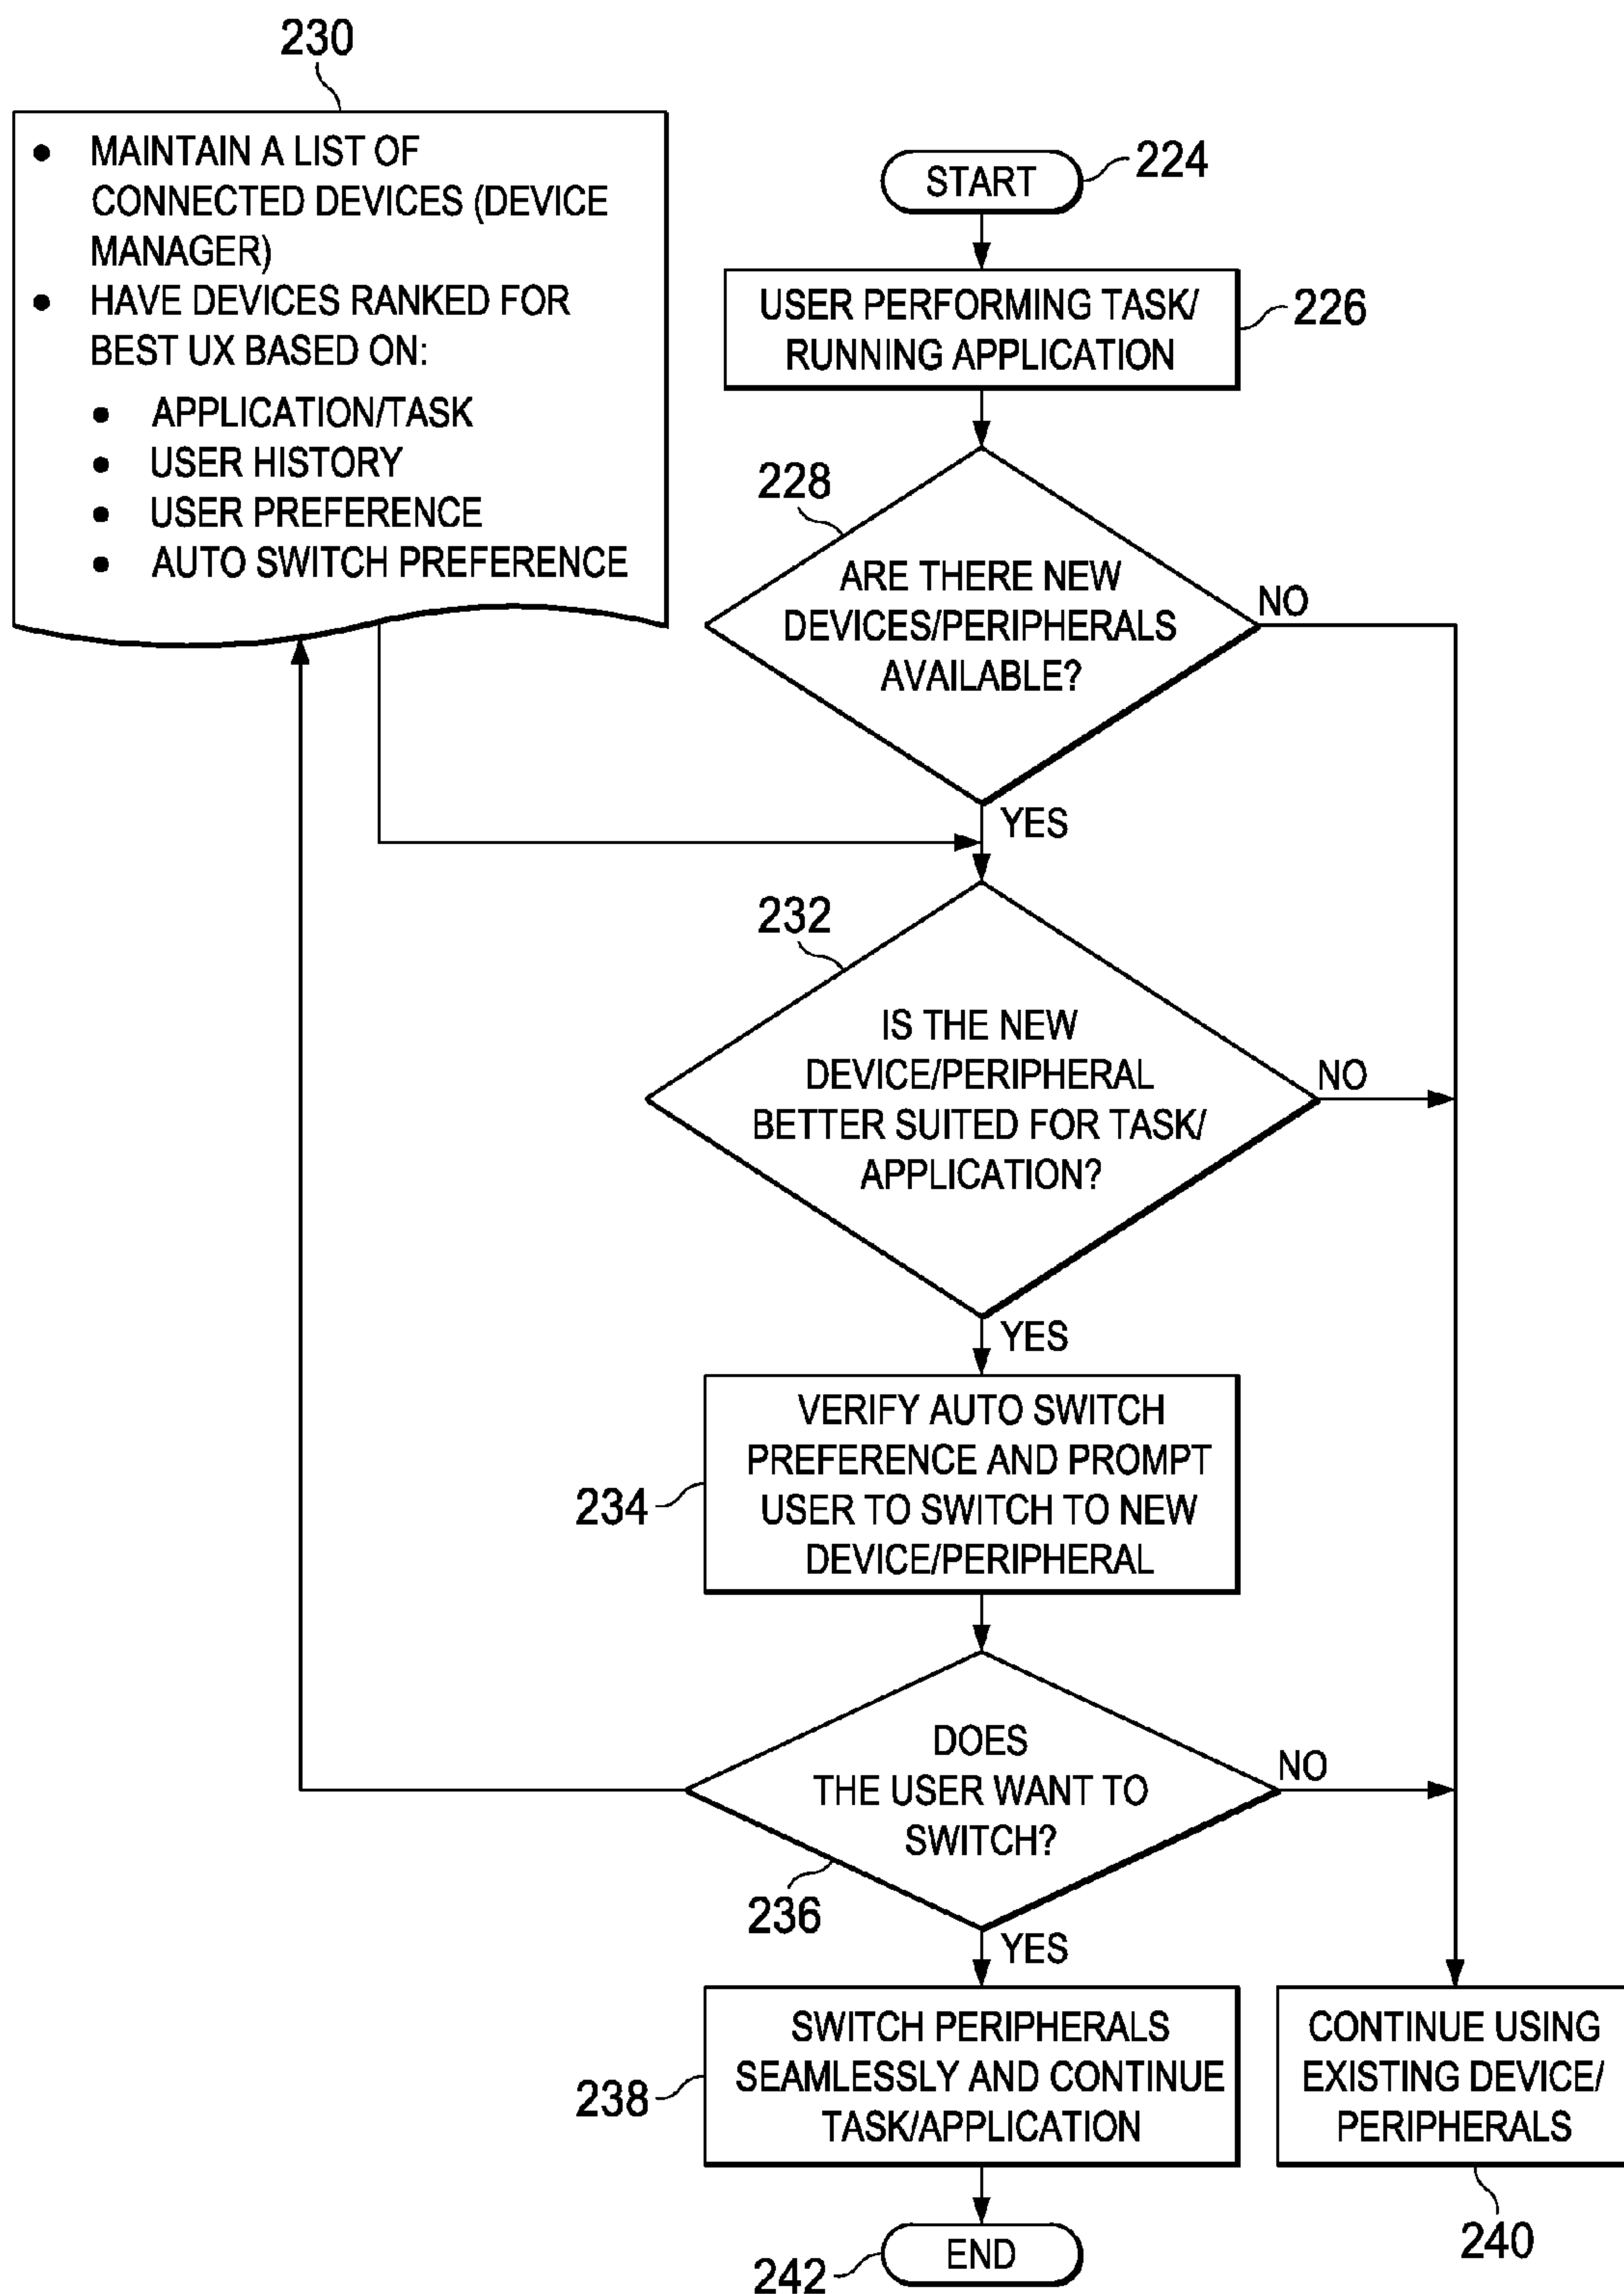 230
• MAINTAIN A LIST OF
CONNECTED DEVICES (DEVICE
MANAGER)
• HAVE DEVICES RANKED FOR
BEST UX BASED ON:
• APPLICATION/TASK
• USER HISTORY
• USER PREFERENCE
• AUTO SWITCH PREFERENCE
START
224
USER PERFORMING TASK/
RUNNING APPLICATION
226
228
ARE THERE NEW
DEVICES/PERIPHERALS
AVAILABLE?
NO
YES
232
IS THE NEW
DEVICE/PERIPHERAL
BETTER SUITED FOR TASK/
APPLICATION?
NO
YES
VERIFY AUTO SWITCH
PREFERENCE AND PROMPT
USER TO SWITCH TO NEW
DEVICE/PERIPHERAL
234
DOES
THE USER WANT TO
SWITCH?
NO
236
YES
SWITCH PERIPHERALS
SEAMLESSLY AND CONTINUE
TASK/APPLICATION
238
CONTINUE USING
EXISTING DEVICE/
PERIPHERALS
240
END
242